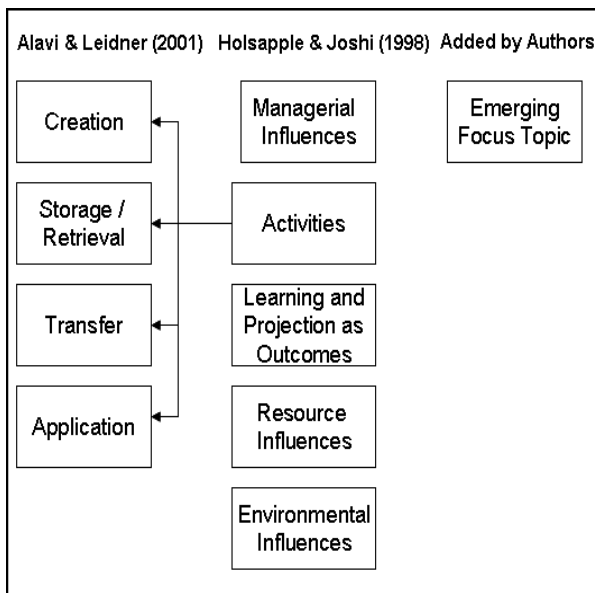 Alavi & Leidner (2001) Holsapple & Joshi (1998) Added by Authors
Creation
Storage /
Retrieval
Transfer
Application
Managerial
Influences
Activities
Learning and
Projection as
Outcomes
Resource
Influences
Environmental
Influences
Emerging
Focus Topic